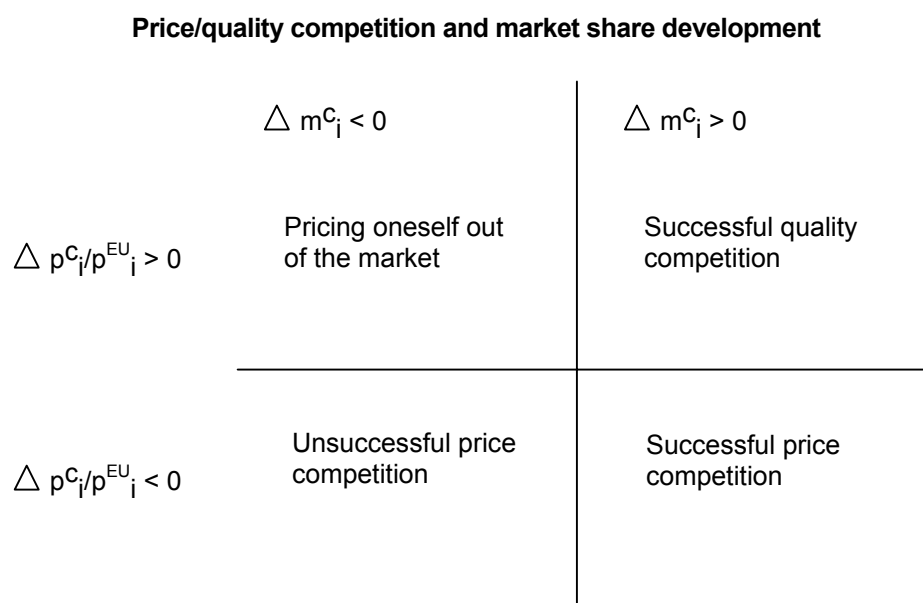 Price/quality competition and market share development
△ mᶜᵢ < 0
△ mᶜᵢ > 0
△ pᶜᵢ/pᴱᵁᵢ > 0
Pricing oneself out
of the market
Successful quality
competition
△ pᶜᵢ/pᴱᵁᵢ < 0
Unsuccessful price
competition
Successful price
competition